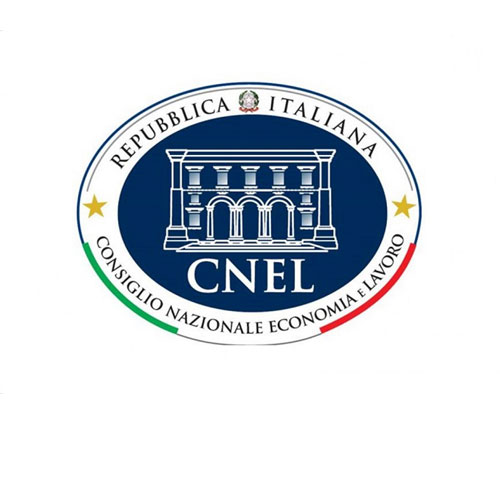 REPUBBLICA ITALIANA
CNEL
CONSIGLIO NAZIONALE ECONOMIA E LAVORO